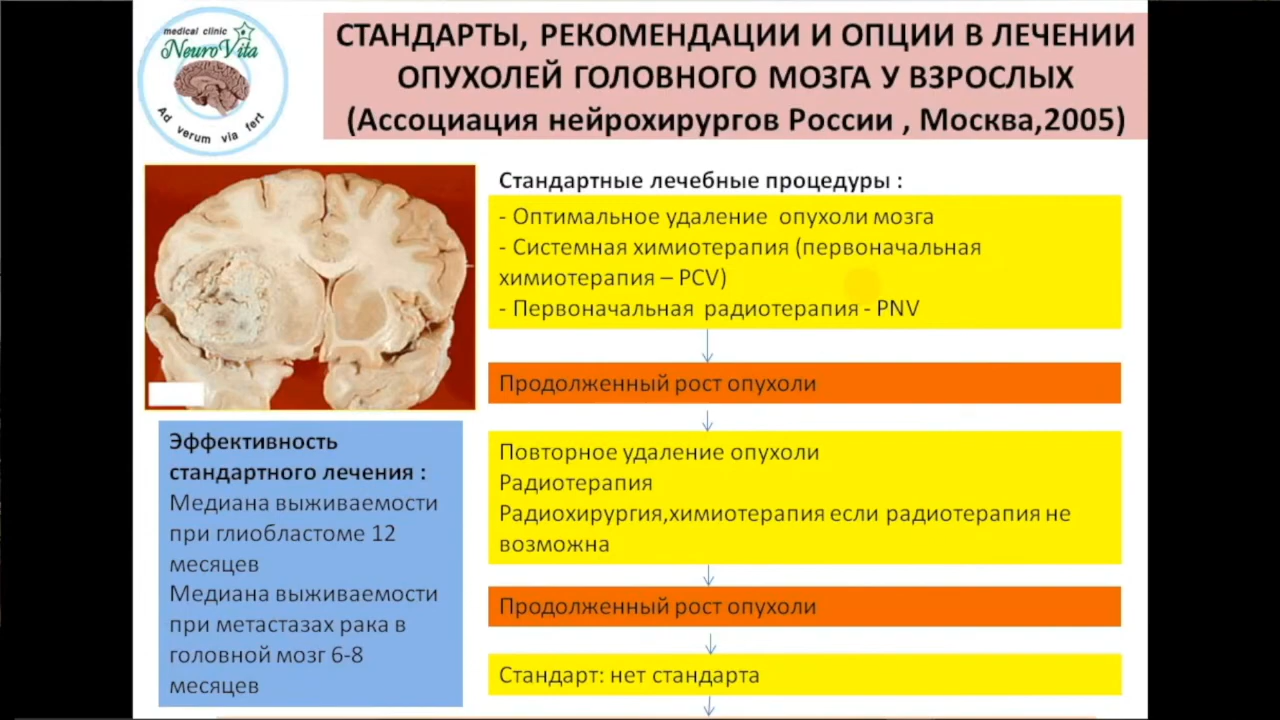 medical clinic
NeuroVita
Ad verum via fert
СТАНДАРТЫ, РЕКОМЕНДАЦИИ И ОПЦИИ В ЛЕЧЕНИИ
ОПУХОЛЕЙ ГОЛОВНОГО МОЗГА У ВЗРОСЛЫХ
(Ассоциация нейрохирургов России , Москва,2005)
Стандартные лечебные процедуры :
- Оптимальное удаление опухоли мозга
- Системная химиотерапия (первоначальная
химиотерапия – PCV)
- Первоначальная радиотерапия - PNV
Продолженный рост опухоли
Повторное удаление опухоли
Радиотерапия
Радиохирургия,химиотерапия если радиотерапия не
возможна
Продолженный рост опухоли
Стандарт: нет стандарта
Эффективность
стандартного лечения :
Медиана выживаемости
при глиобластоме 12
месяцев
Медиана выживаемости
при метастазах рака в
головной мозг 6-8
месяцев